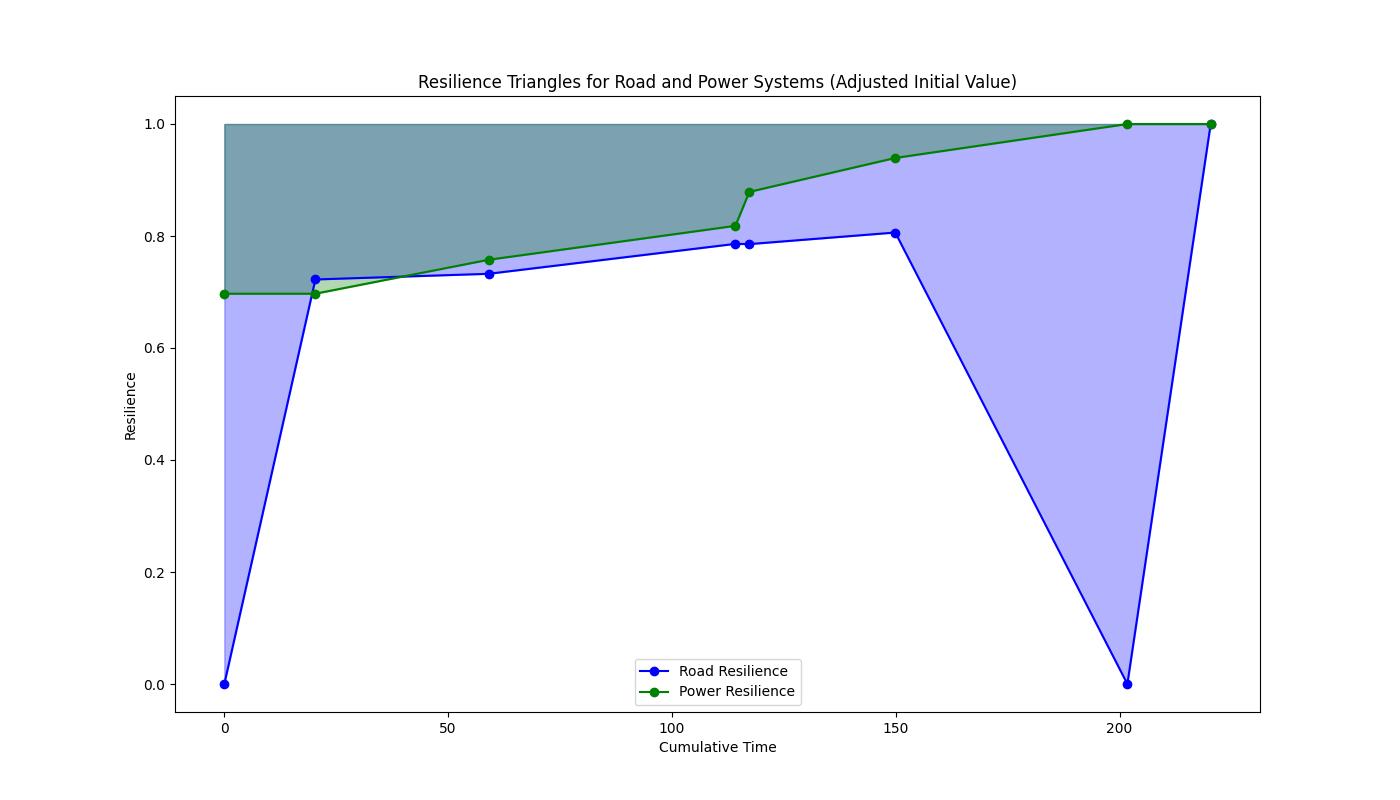 Resilience Triangles for Road and Power Systems (Adjusted Initial Value)
1.0
0.8
0.6
0.4
0.2
0.0
Resilience
Road Resilience
Power Resilience
0 50 100 150 200
Cumulative Time